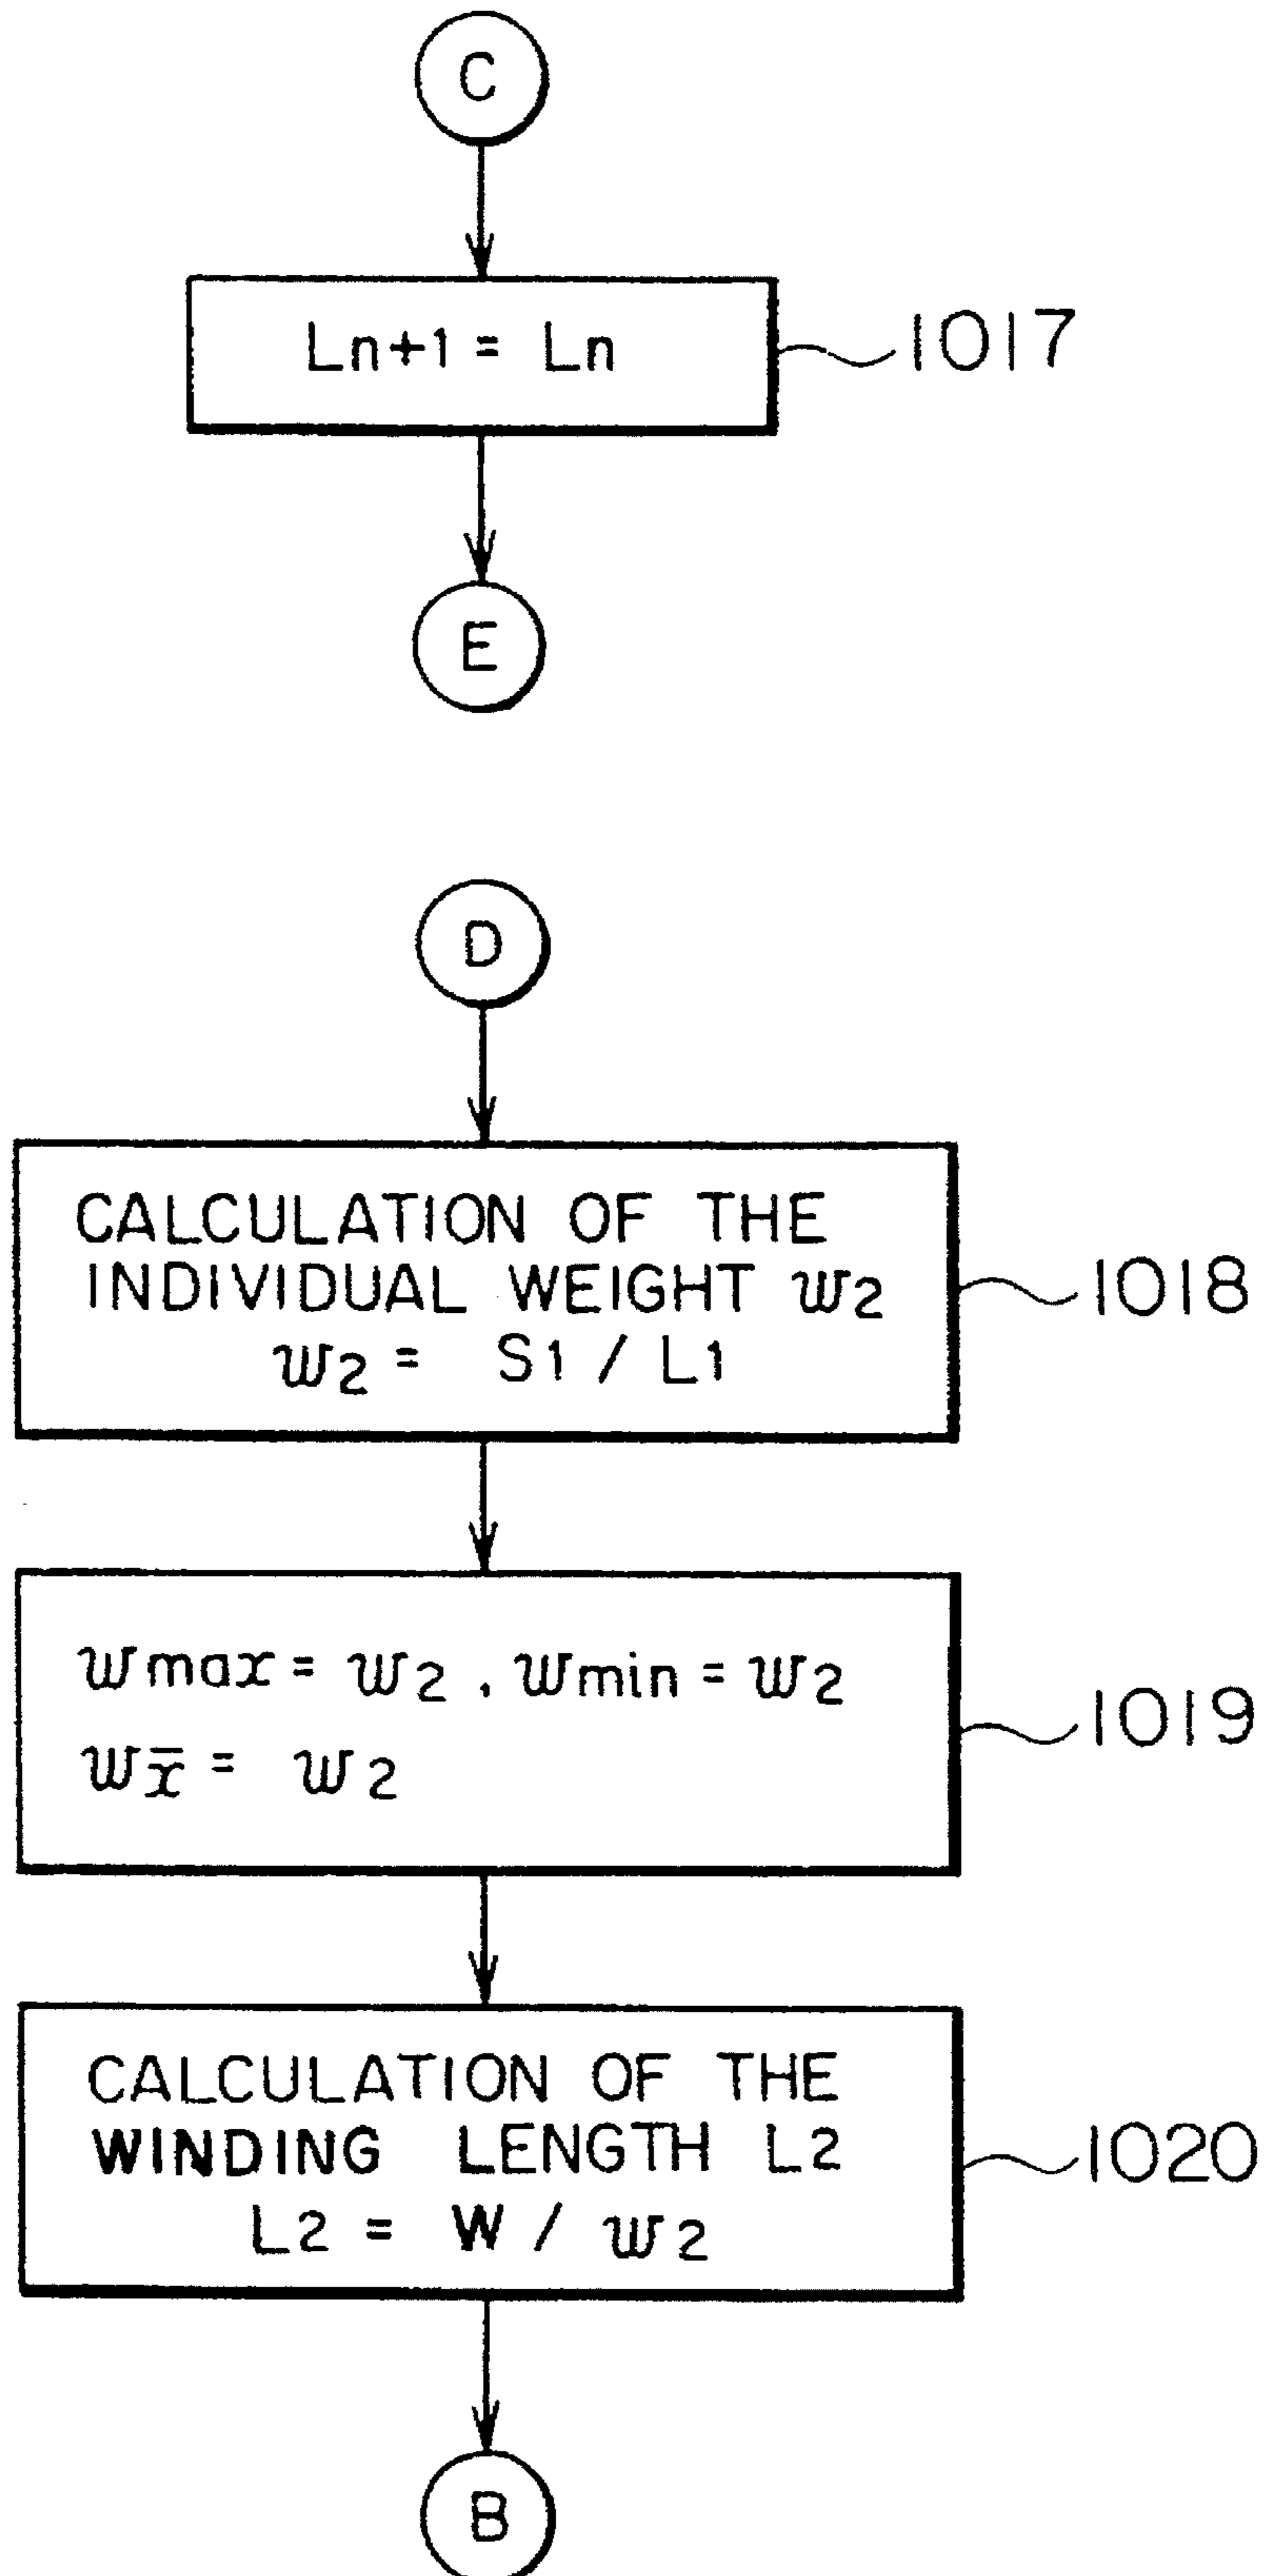 C
Ln+1 = Ln
1017
E
D
CALCULATION OF THE
INDIVIDUAL WEIGHT w2
w2 = S1 / L1
1018
wmax = w2 , wmin = w2
wx̄ = w2
1019
CALCULATION OF THE
WINDING LENGTH L2
L2 = W / w2
1020
B